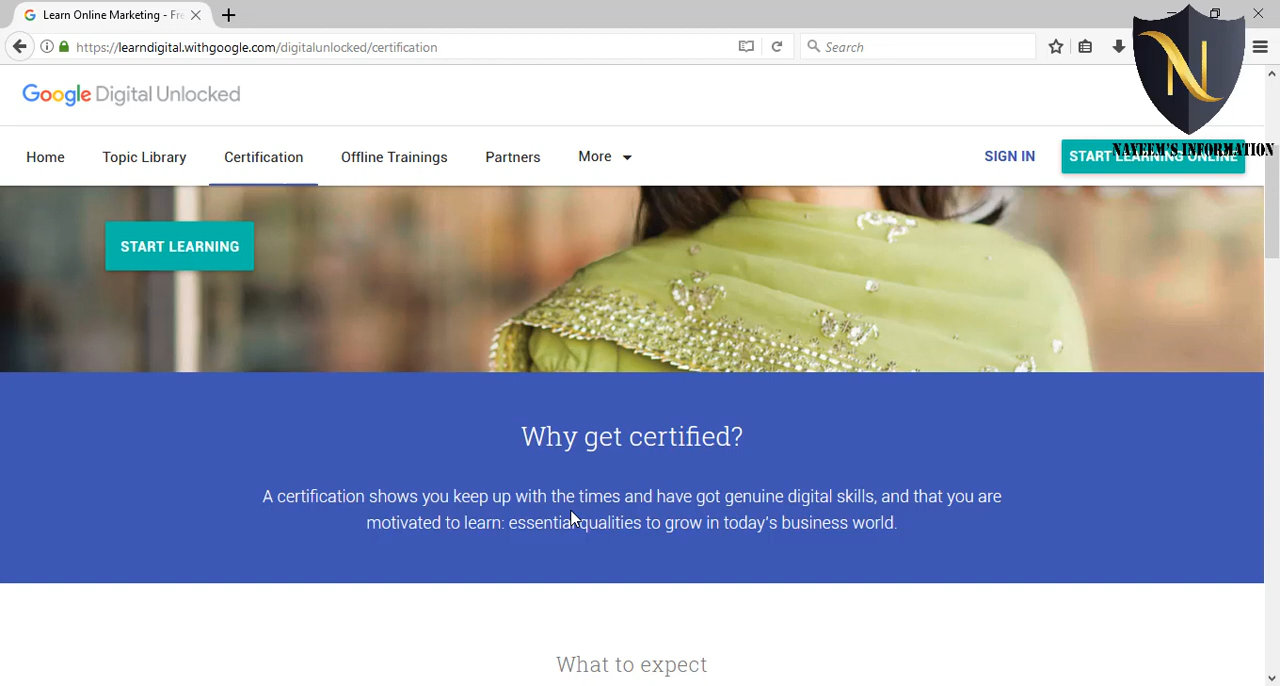 Learn Online Marketing - Fre
https://learndigital.withgoogle.com/digitalunlocked/certification
Search
Google Digital Unlocked
Home
Topic Library
Certification
Offline Trainings
Partners
More
SIGN IN
START LEARNING ONLINE
N
NAYEEM'S INFORMATION
START LEARNING
Why get certified?
A certification shows you keep up with the times and have got genuine digital skills, and that you are
motivated to learn: essential qualities to grow in today's business world.
What to expect